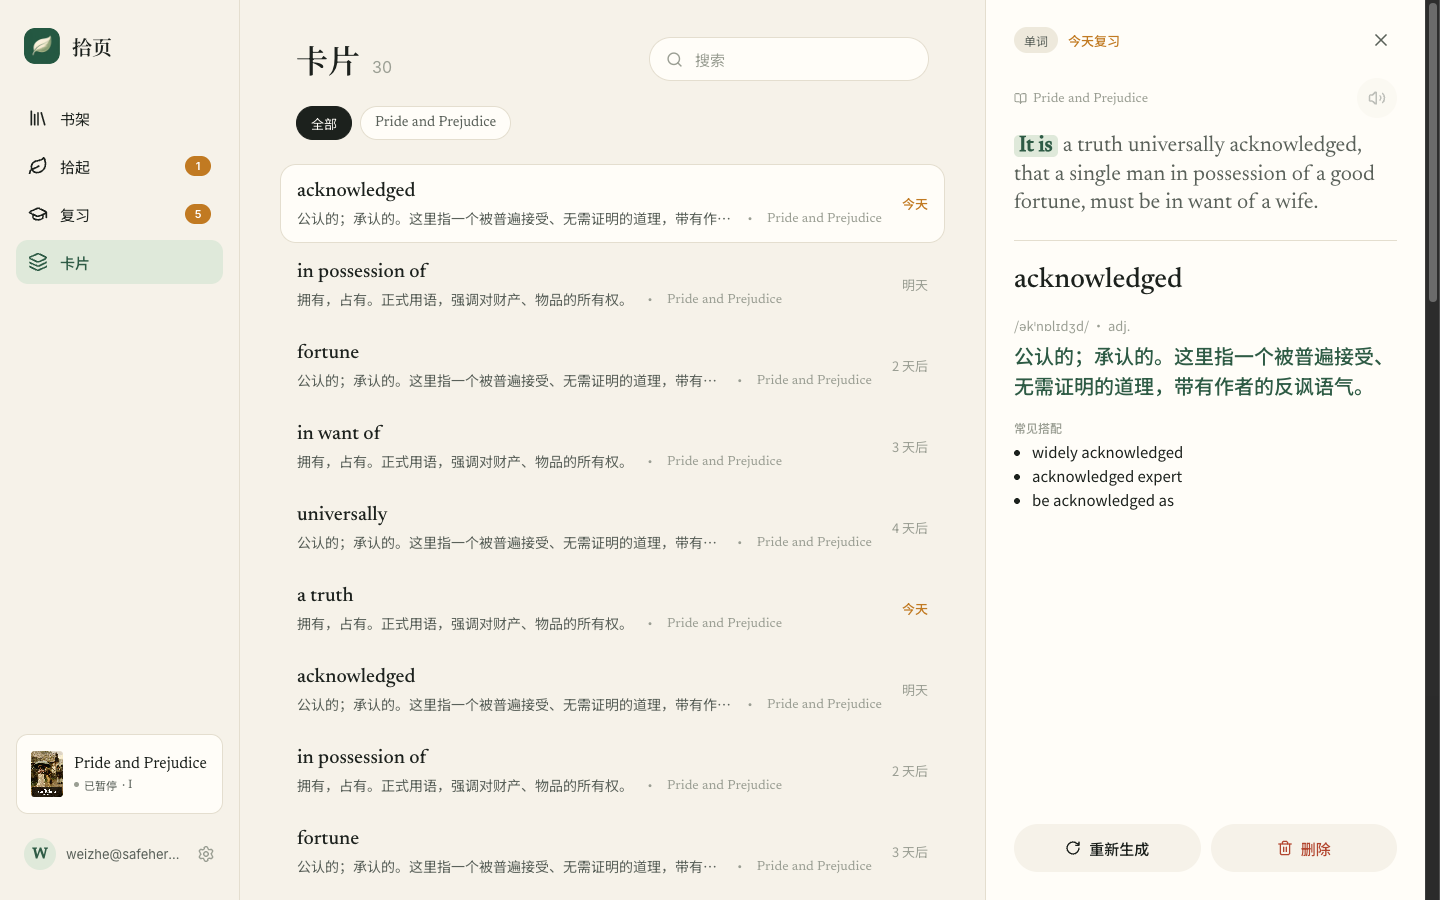 拾页
书架
拾起 1
复习 5
卡片
Pride and Prejudice
已暂停 · I
W weizhe@safeher...
卡片 30
搜索
全部 Pride and Prejudice
acknowledged
公认的；承认的。这里指一个被普遍接受、无需证明的道理，带有作… • Pride and Prejudice
今天
in possession of
拥有，占有。正式用语，强调对财产、物品的所有权。 • Pride and Prejudice
明天
fortune
公认的；承认的。这里指一个被普遍接受、无需证明的道理，带有… • Pride and Prejudice
2 天后
in want of
拥有，占有。正式用语，强调对财产、物品的所有权。 • Pride and Prejudice
3 天后
universally
公认的；承认的。这里指一个被普遍接受、无需证明的道理，带有… • Pride and Prejudice
4 天后
a truth
拥有，占有。正式用语，强调对财产、物品的所有权。 • Pride and Prejudice
今天
acknowledged
公认的；承认的。这里指一个被普遍接受、无需证明的道理，带有作… • Pride and Prejudice
明天
in possession of
拥有，占有。正式用语，强调对财产、物品的所有权。 • Pride and Prejudice
2 天后
fortune
公认的；承认的。这里指一个被普遍接受、无需证明的道理，带有… • Pride and Prejudice
3 天后
单词 今天复习
Pride and Prejudice
It is a truth universally acknowledged,
that a single man in possession of a good
fortune, must be in want of a wife.
acknowledged
/əkˈnɒlɪdʒd/ • adj.
公认的；承认的。这里指一个被普遍接受、
无需证明的道理，带有作者的反讽语气。
常见搭配
• widely acknowledged
• acknowledged expert
• be acknowledged as
重新生成 删除